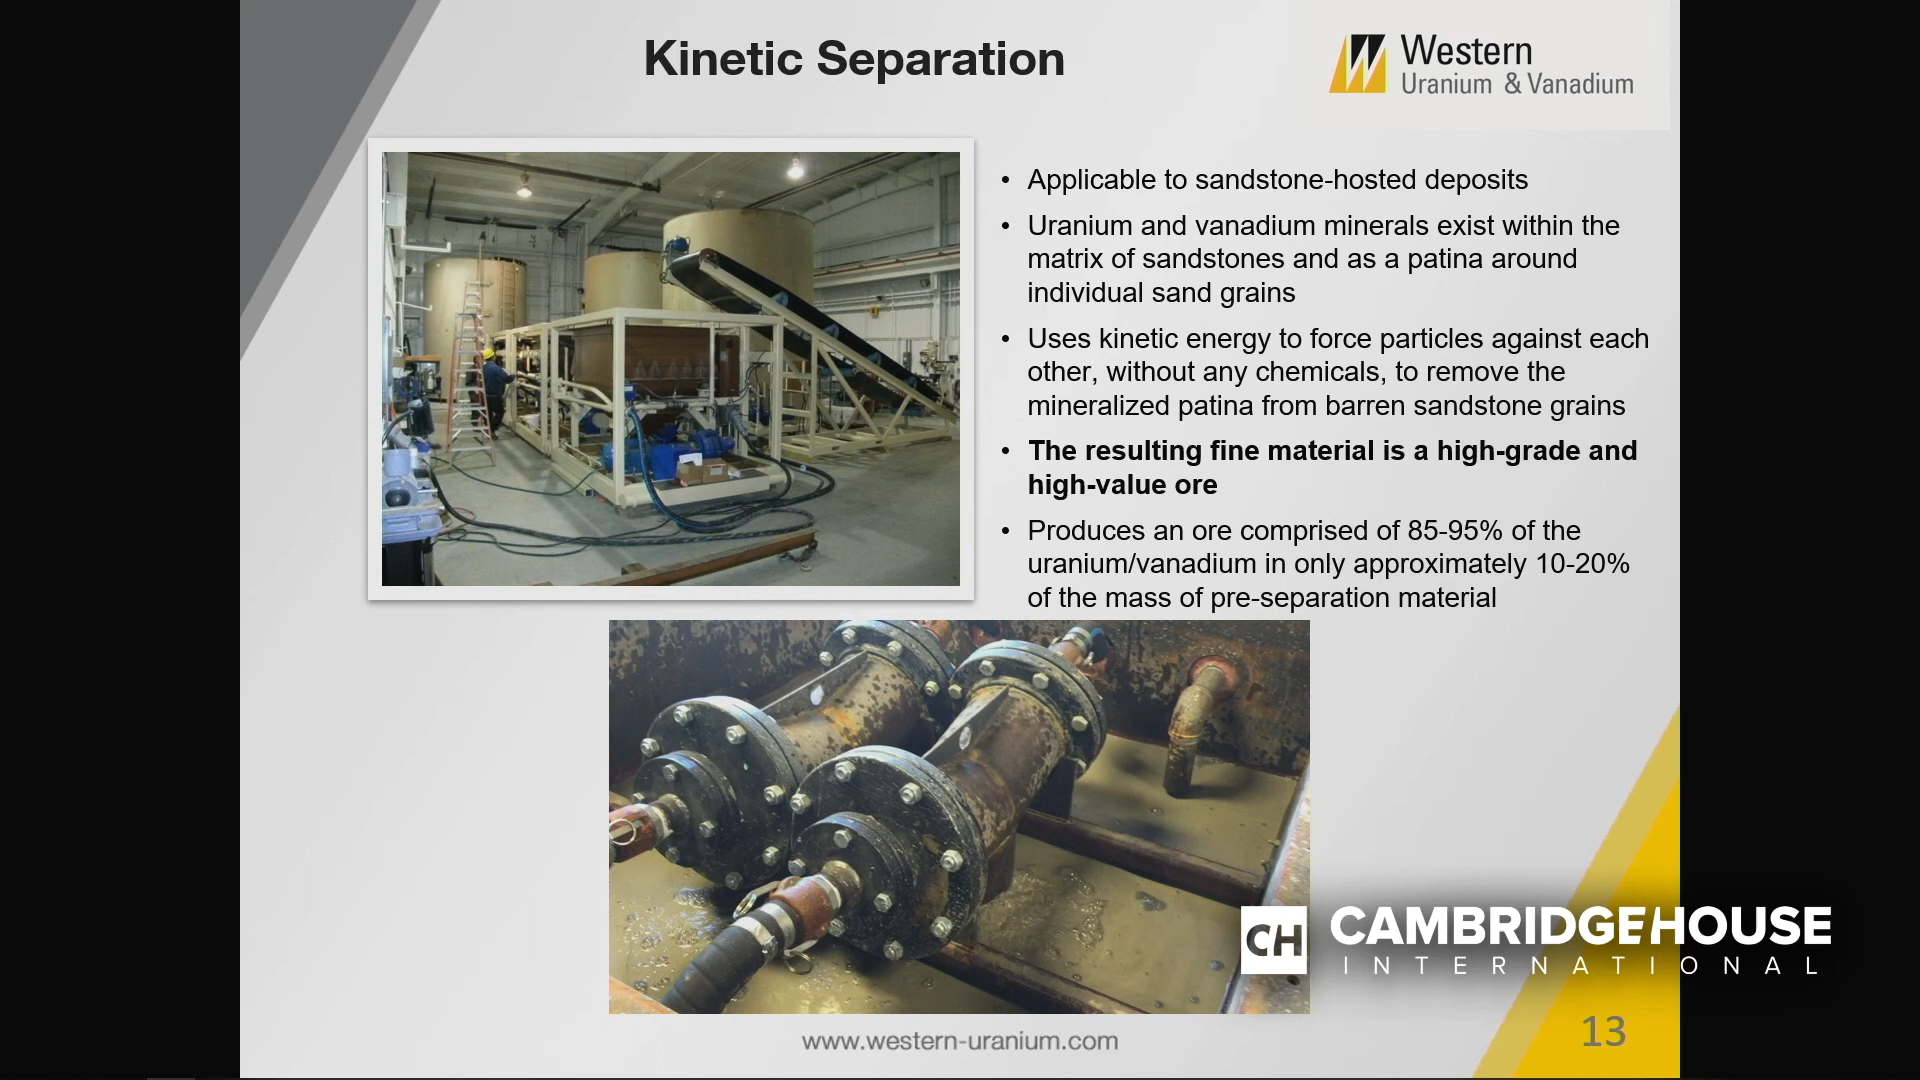 Kinetic Separation
Western
Uranium & Vanadium
• Applicable to sandstone-hosted deposits
• Uranium and vanadium minerals exist within the
matrix of sandstones and as a patina around
individual sand grains
• Uses kinetic energy to force particles against each
other, without any chemicals, to remove the
mineralized patina from barren sandstone grains
• The resulting fine material is a high-grade and
high-value ore
• Produces an ore comprised of 85-95% of the
uranium/vanadium in only approximately 10-20%
of the mass of pre-separation material
CH CAMBRIDGEHOUSE
INTERNATIONAL
www.western-uranium.com
13